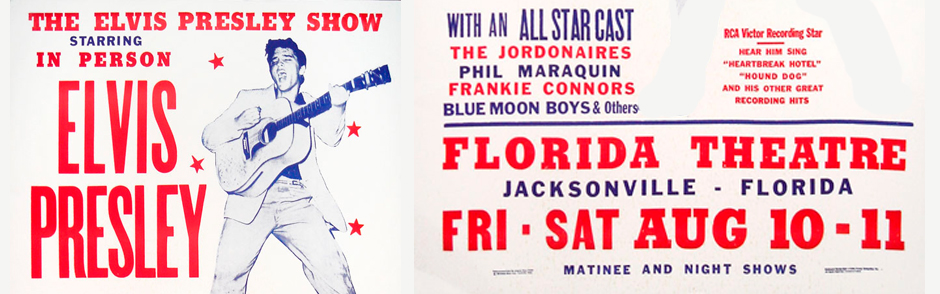 THE ELVIS PRESLEY SHOW
STARRING
IN PERSON
ELVIS
PRESLEY
WITH AN ALL STAR CAST
THE JORDONAIRES
PHIL MARAQUIN
FRANKIE CONNORS
BLUE MOON BOYS & Others
RCA Victor Recording Star
HEAR HIM SING
"HEARTBREAK HOTEL"
"HOUND DOG"
AND HIS OTHER GREAT
RECORDING HITS
FLORIDA THEATRE
JACKSONVILLE - FLORIDA
FRI · SAT AUG 10 - 11
MATINEE AND NIGHT SHOWS